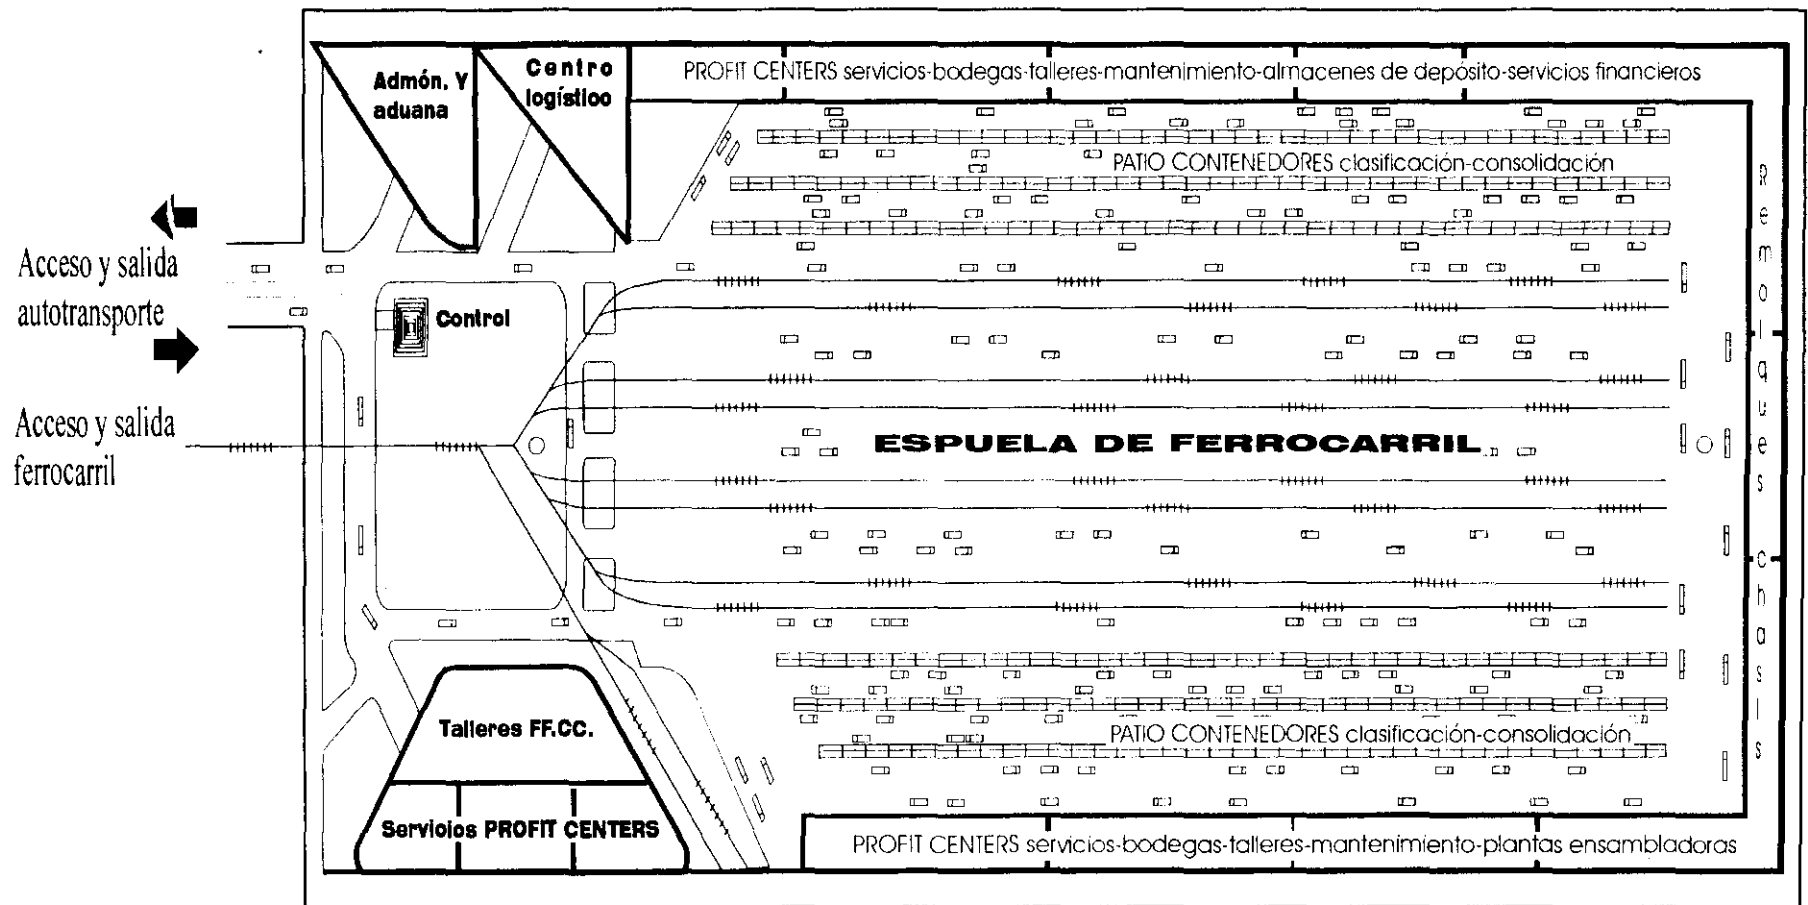 PROFIT CENTERS servicios-bodegas-talleres-mantenimiento-almacenes de depósito-servicios financieros
Admón. Y
aduana
Centro
logístico
PATIO CONTENEDORES clasificación-consolidación
Remolques chasis
Acceso y salida
autotransporte
Control
Acceso y salida
ferrocarril
ESPUELA DE FERROCARRIL
Talleres FF.CC.
PATIO CONTENEDORES clasificación-consolidación
Servicios PROFIT CENTERS
PROFIT CENTERS servicios-bodegas-talleres-mantenimiento-plantas ensambladoras